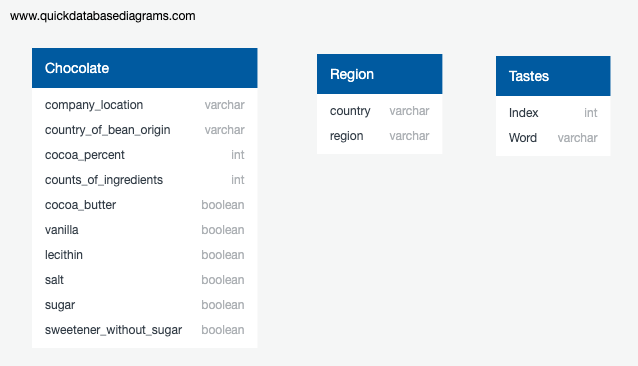 www.quickdatabasediagrams.com
Chocolate
company_location varchar
country_of_bean_origin varchar
cocoa_percent int
counts_of_ingredients int
cocoa_butter boolean
vanilla boolean
lecithin boolean
salt boolean
sugar boolean
sweetener_without_sugar boolean
Region
country varchar
region varchar
Tastes
Index int
Word varchar